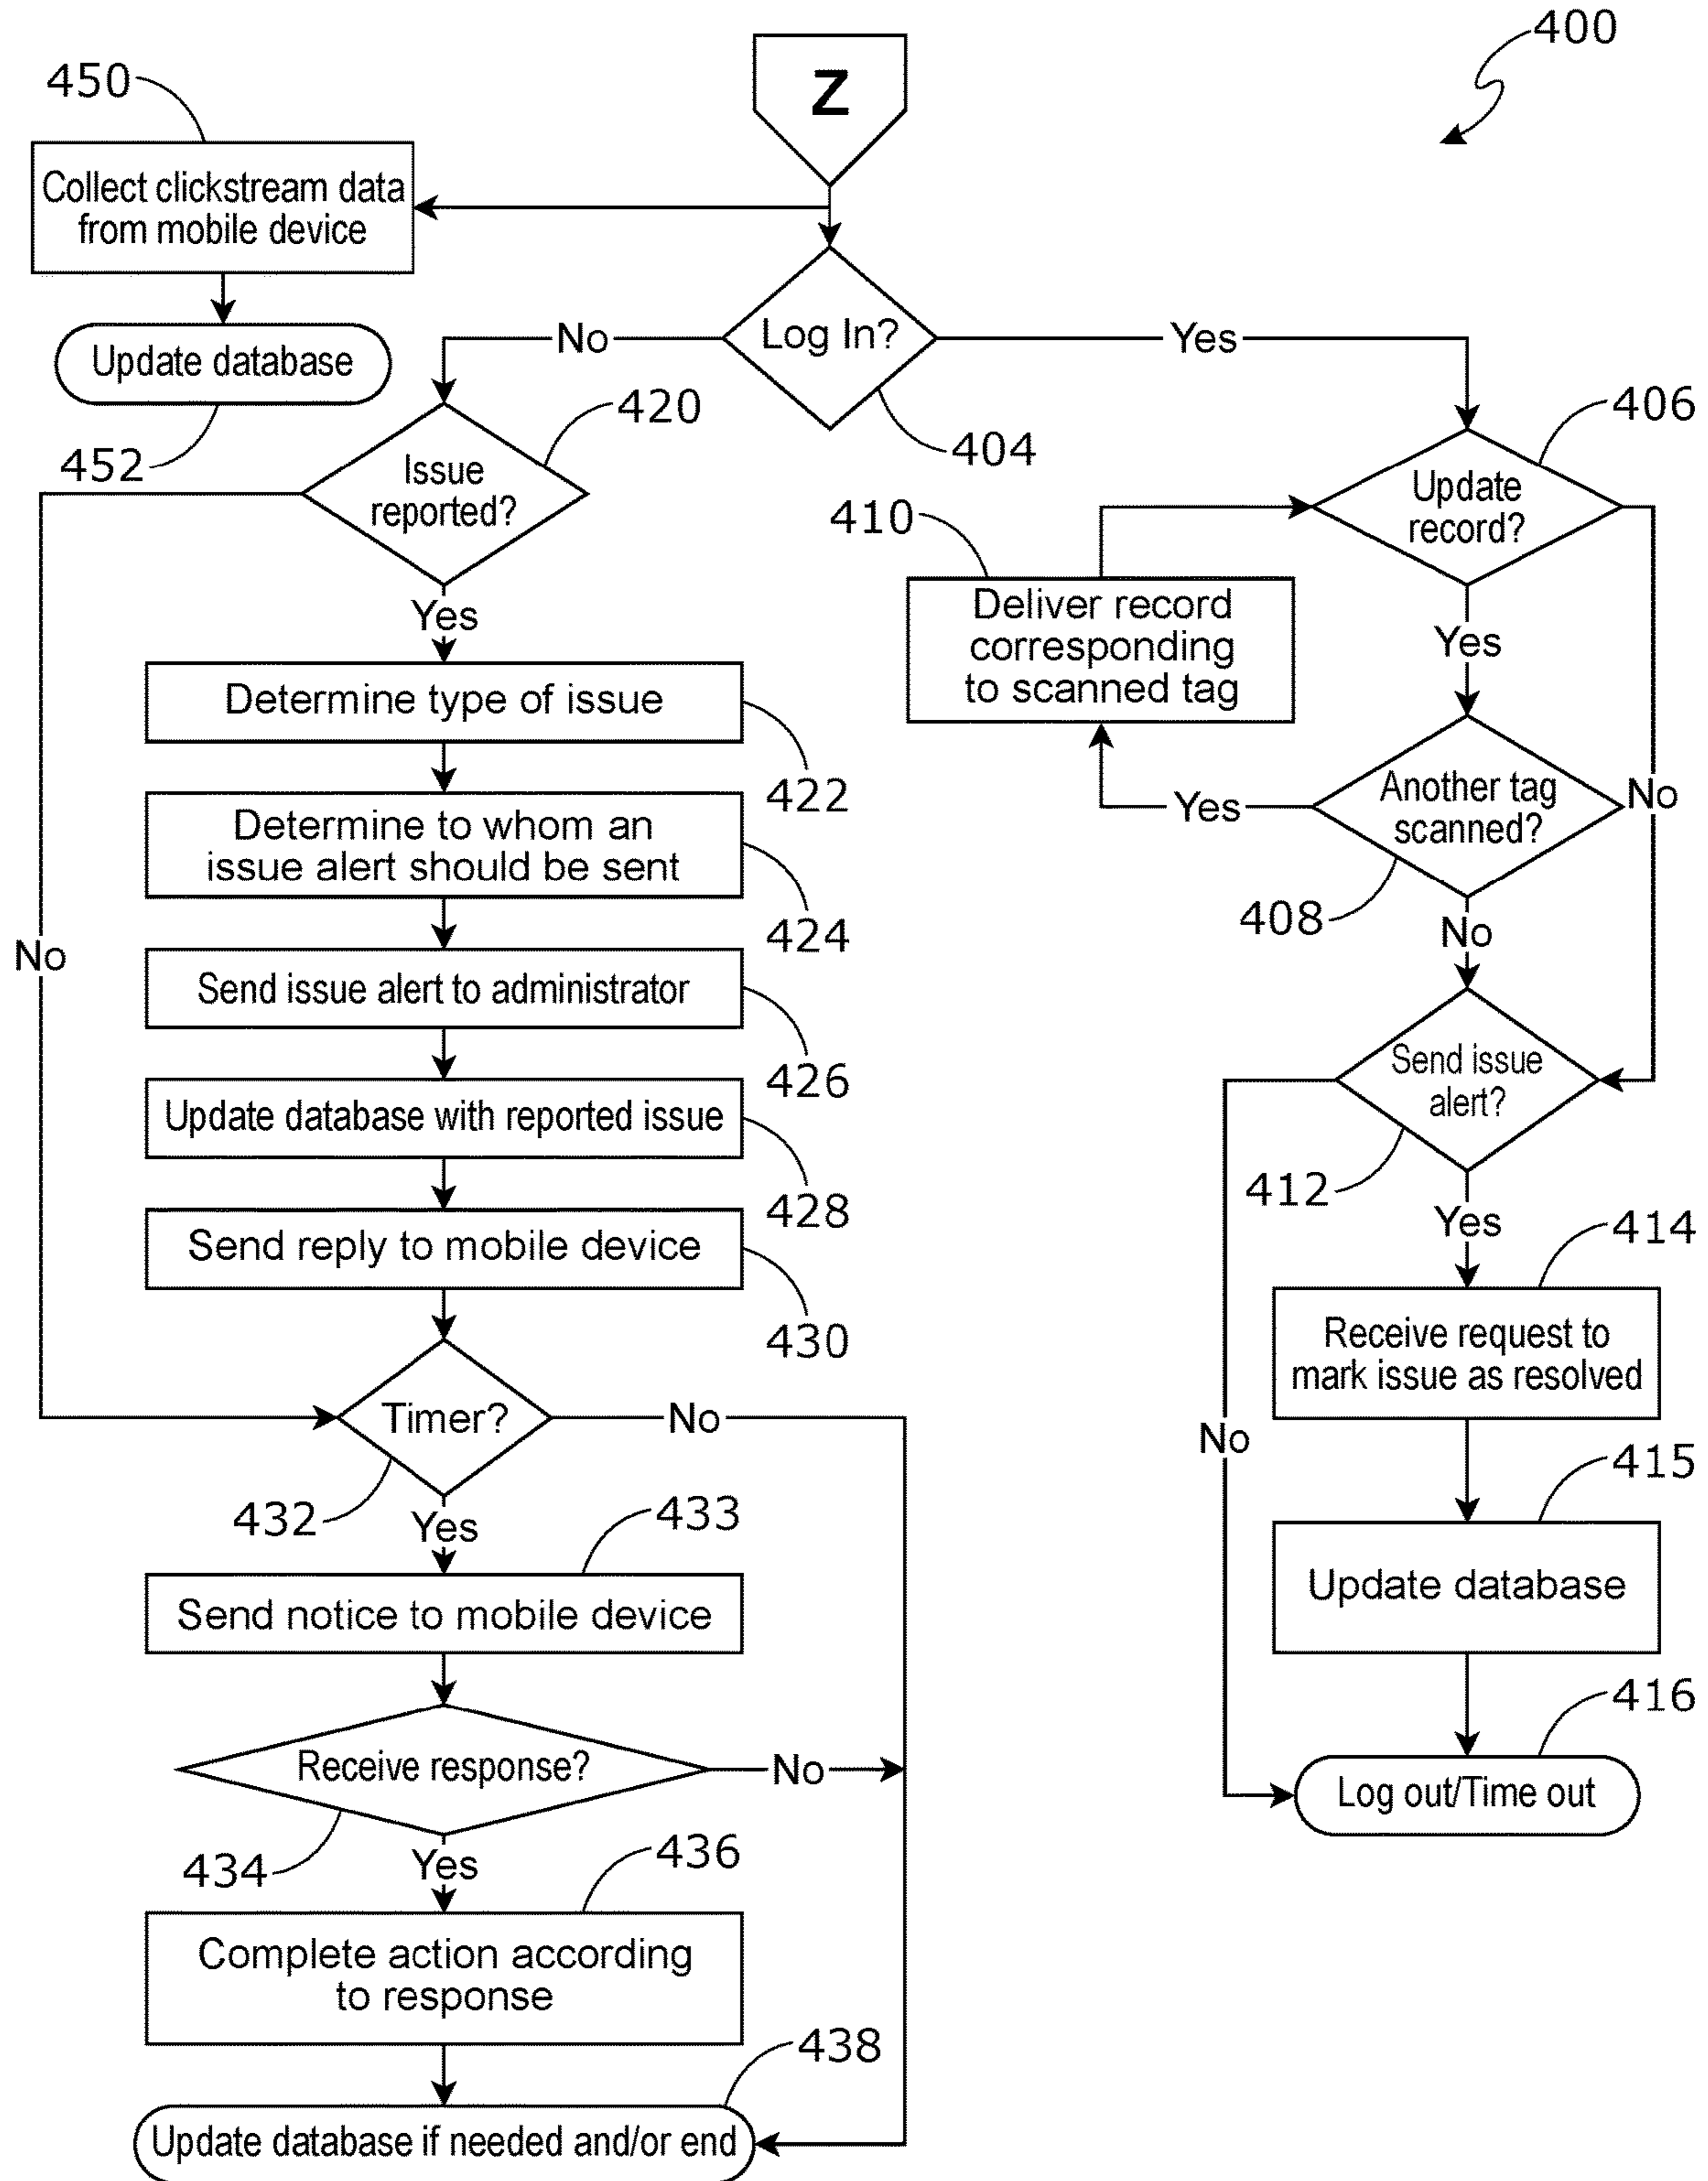 400
Z
450
Collect clickstream data
from mobile device
Update database
452
Log In?
404
No
Yes
420
Issue
reported?
No
Yes
Determine type of issue
422
Determine to whom an
issue alert should be sent
424
Send issue alert to administrator
426
Update database with reported issue
428
Send reply to mobile device
430
Timer?
432
No
Yes
433
Send notice to mobile device
Receive response?
434
No
Yes
436
Complete action according
to response
438
Update database if needed and/or end
406
Update
record?
Yes
No
410
Deliver record
corresponding
to scanned tag
Another tag
scanned?
408
Yes
No
Send issue
alert?
412
Yes
No
414
Receive request to
mark issue as resolved
415
Update database
416
Log out/Time out